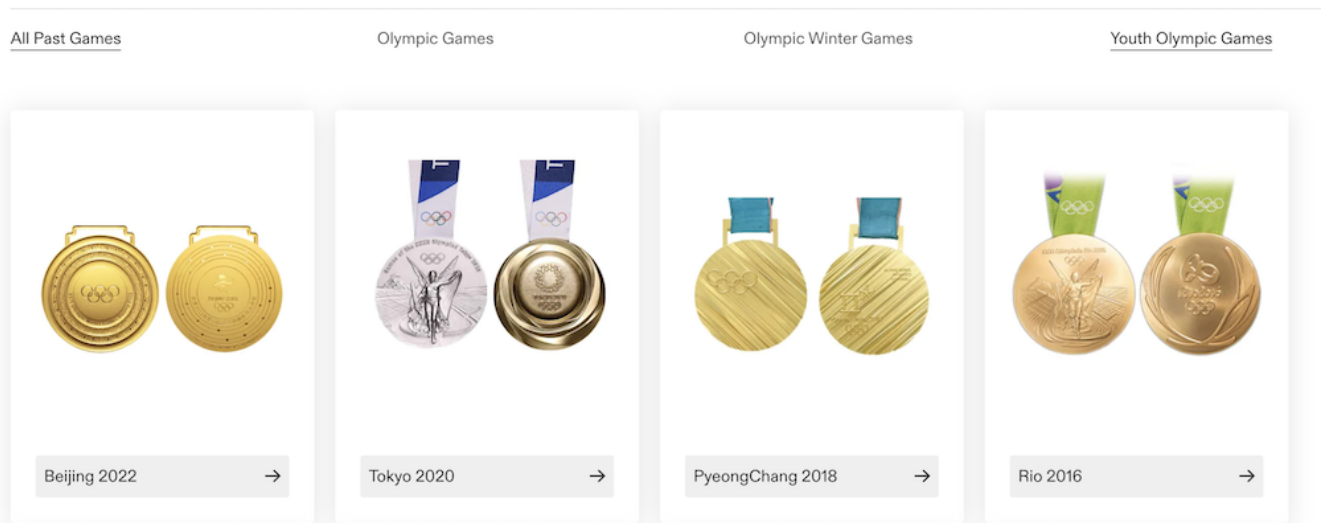 All Past Games
Olympic Games
Olympic Winter Games
Youth Olympic Games
Beijing 2022 →
Tokyo 2020 →
PyeongChang 2018 →
Rio 2016 →